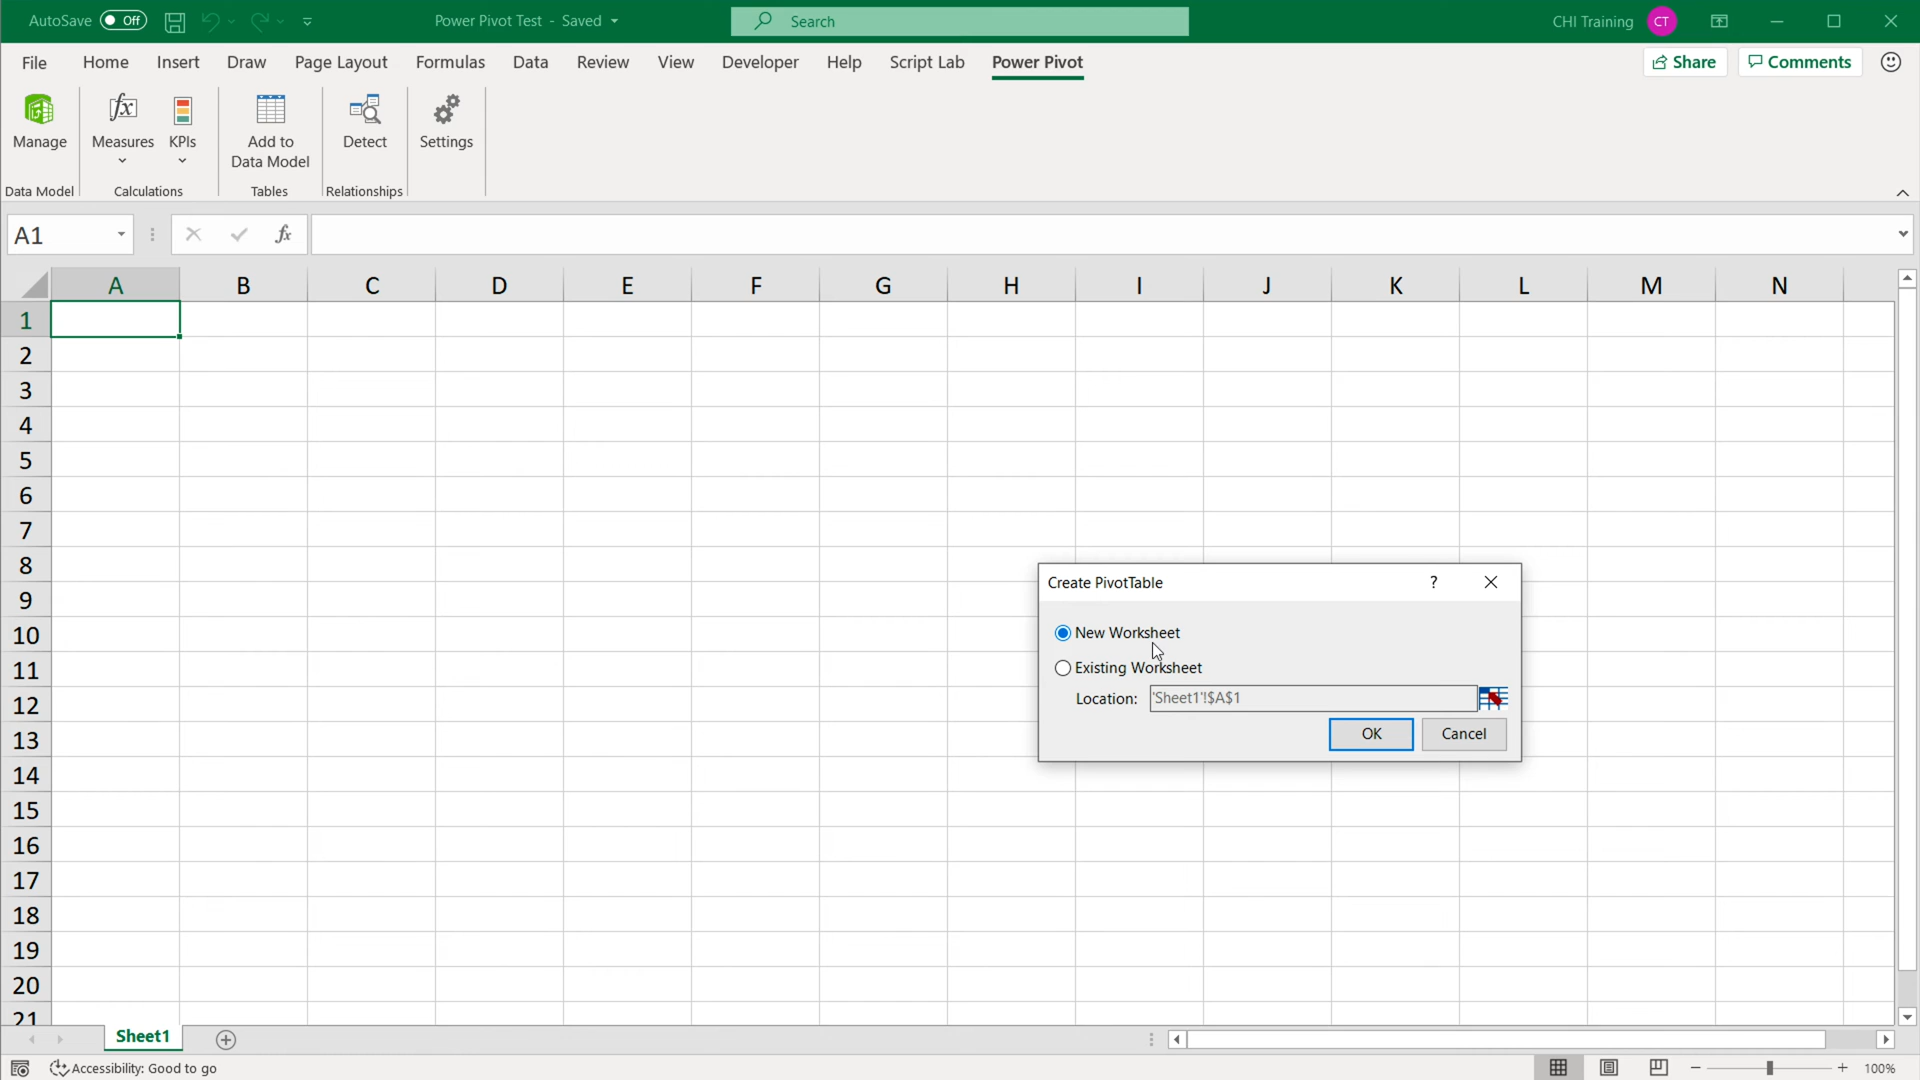 AutoSave Off Power Pivot Test - Saved Search CHI Training CT
File Home Insert Draw Page Layout Formulas Data Review View Developer Help Script Lab Power Pivot Share Comments
Manage Measures KPIs Add to Data Model Detect Settings
Data Model Calculations Tables Relationships
A1 fx
A B C D E F G H I J K L M N
1
2
3
4
5
6
7
8
Create PivotTable ? 
9
10
New Worksheet
11
Existing Worksheet
12
Location: 'Sheet1'!$A$1
13
OK Cancel
14
15
16
17
18
19
20
21
Sheet1
Accessibility: Good to go 100%